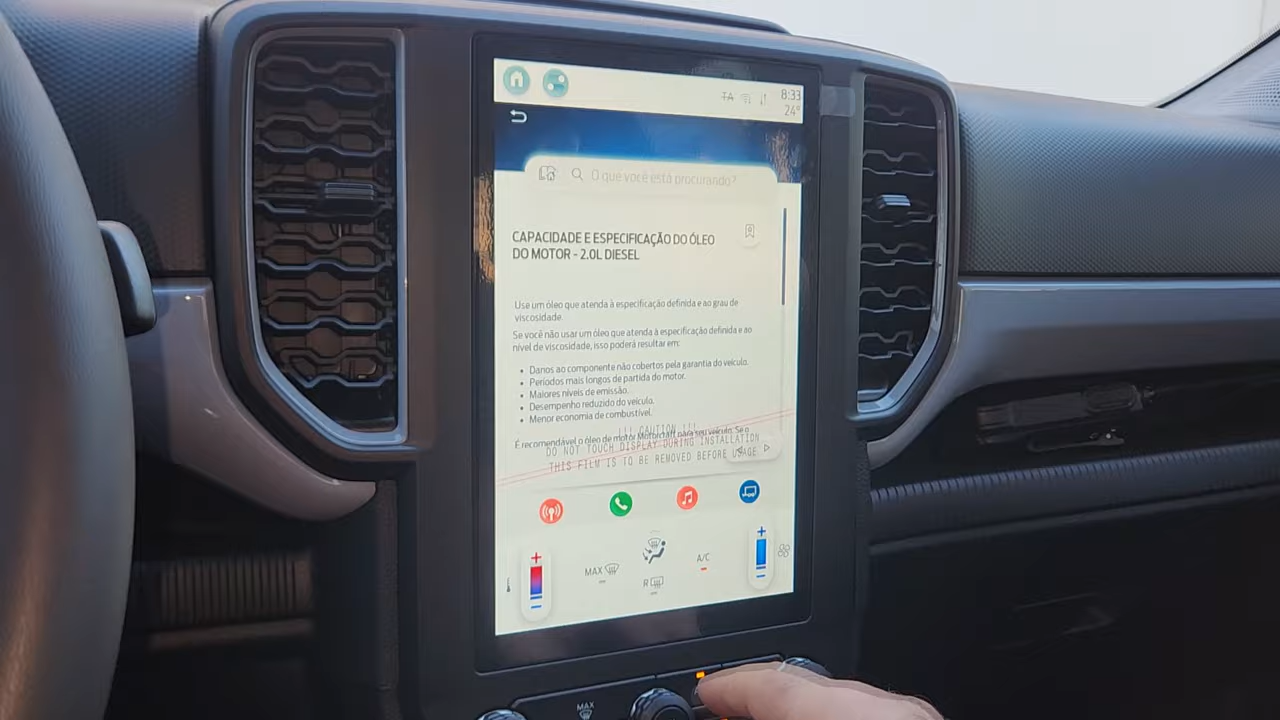 TA
8:33
24°
O que você está procurando?
CAPACIDADE E ESPECIFICAÇÃO DO ÓLEO
DO MOTOR - 2.0L DIESEL
Use um óleo que atenda à especificação definida e ao grau de
viscosidade.
Se você não usar um óleo que atenda à especificação definida e ao
nível de viscosidade, isso poderá resultar em:
• Danos ao componente não cobertos pela garantia do veículo.
• Períodos mais longos de partida do motor.
• Maiores níveis de emissão.
• Desempenho reduzido do veículo.
• Menor economia de combustível.
É recomendável o óleo de motor Motorcraft para seu veículo. Se o
!!! CAUTION !!!
DO NOT TOUCH DISPLAY DURING INSTALLATION
THIS FILM IS TO BE REMOVED BEFORE USAGE
MAX
A/C
R
MAX